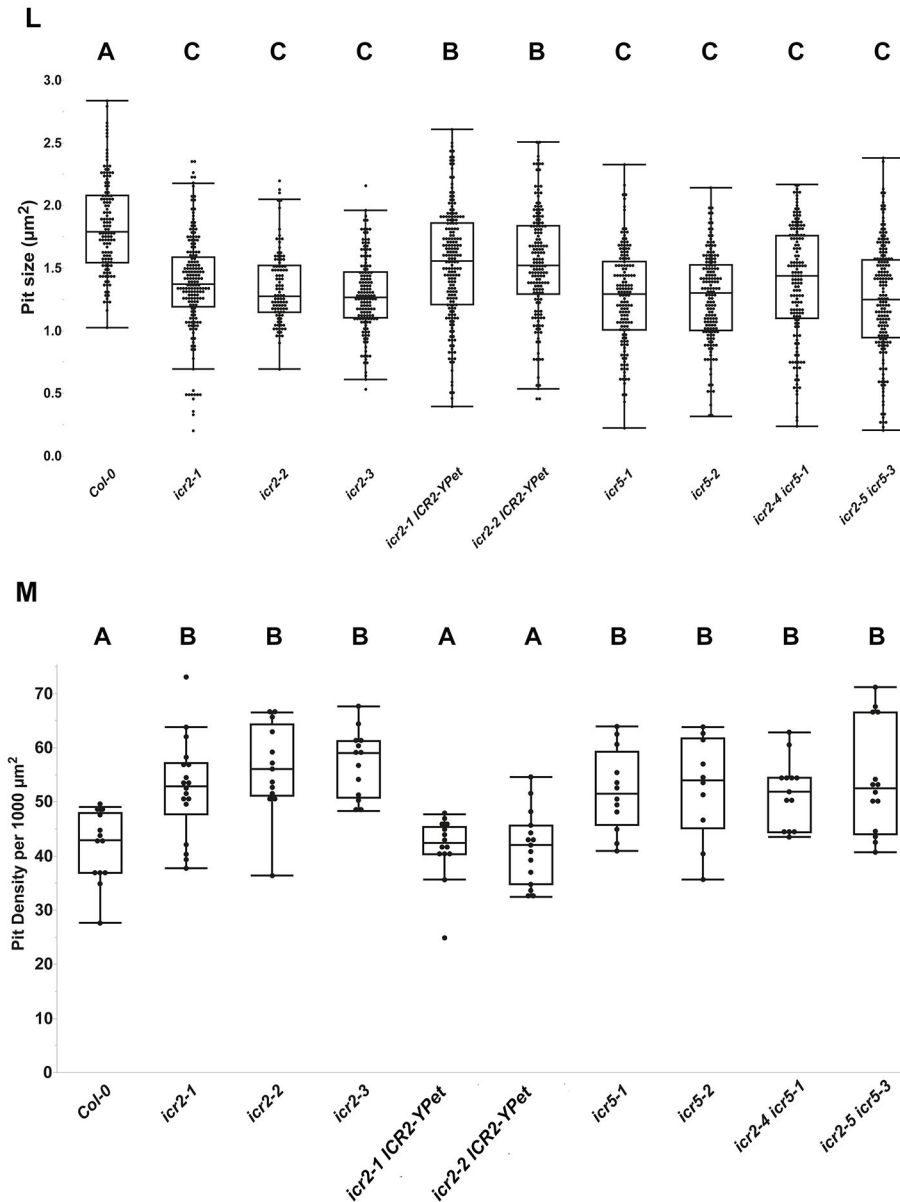 L
A C C C B B C C C C
3.0
2.5
2.0
1.5
1.0
0.5
0.0
Pit size (µm²)
Col-0
icr2-1
icr2-2
icr2-3
icr2-1 ICR2-YPet
icr2-2 ICR2-YPet
icr5-1
icr5-2
icr2-4 icr5-1
icr2-5 icr5-3
M
A B B B A A B B B B
70
60
50
40
30
20
10
0
Pit Density per 1000 µm²
Col-0
icr2-1
icr2-2
icr2-3
icr2-1 ICR2-YPet
icr2-2 ICR2-YPet
icr5-1
icr5-2
icr2-4 icr5-1
icr2-5 icr5-3